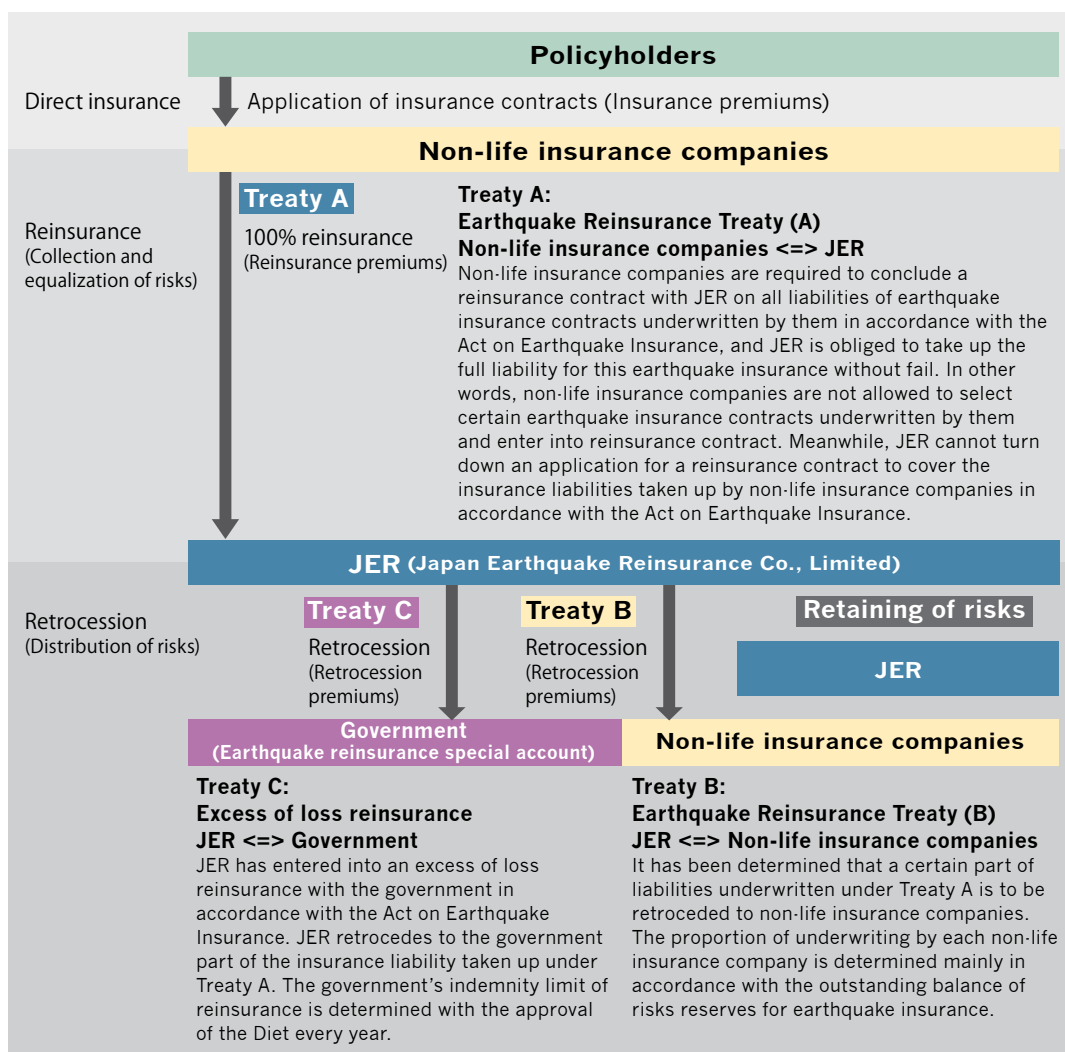 Policyholders
Direct insurance
Application of insurance contracts (Insurance premiums)
Non-life insurance companies
Reinsurance
(Collection and
equalization of risks)
Treaty A
100% reinsurance
(Reinsurance premiums)
Treaty A:
Earthquake Reinsurance Treaty (A)
Non-life insurance companies <=> JER
Non-life insurance companies are required to conclude a
reinsurance contract with JER on all liabilities of earthquake
insurance contracts underwritten by them in accordance with the
Act on Earthquake Insurance, and JER is obliged to take up the
full liability for this earthquake insurance without fail. In other
words, non-life insurance companies are not allowed to select
certain earthquake insurance contracts underwritten by them
and enter into reinsurance contract. Meanwhile, JER cannot turn
down an application for a reinsurance contract to cover the
insurance liabilities taken up by non-life insurance companies in
accordance with the Act on Earthquake Insurance.
JER (Japan Earthquake Reinsurance Co., Limited)
Retrocession
(Distribution of risks)
Treaty C
Retrocession
(Retrocession
premiums)
Treaty B
Retrocession
(Retrocession
premiums)
Retaining of risks
JER
Government
(Earthquake reinsurance special account)
Non-life insurance companies
Treaty C:
Excess of loss reinsurance
JER <=> Government
JER has entered into an excess of loss
reinsurance with the government in
accordance with the Act on Earthquake
Insurance. JER retrocedes to the government
part of the insurance liability taken up under
Treaty A. The government's indemnity limit of
reinsurance is determined with the approval
of the Diet every year.
Treaty B:
Earthquake Reinsurance Treaty (B)
JER <=> Non-life insurance companies
It has been determined that a certain part of
liabilities underwritten under Treaty A is to be
retroceded to non-life insurance companies.
The proportion of underwriting by each non-life
insurance company is determined mainly in
accordance with the outstanding balance of
risks reserves for earthquake insurance.